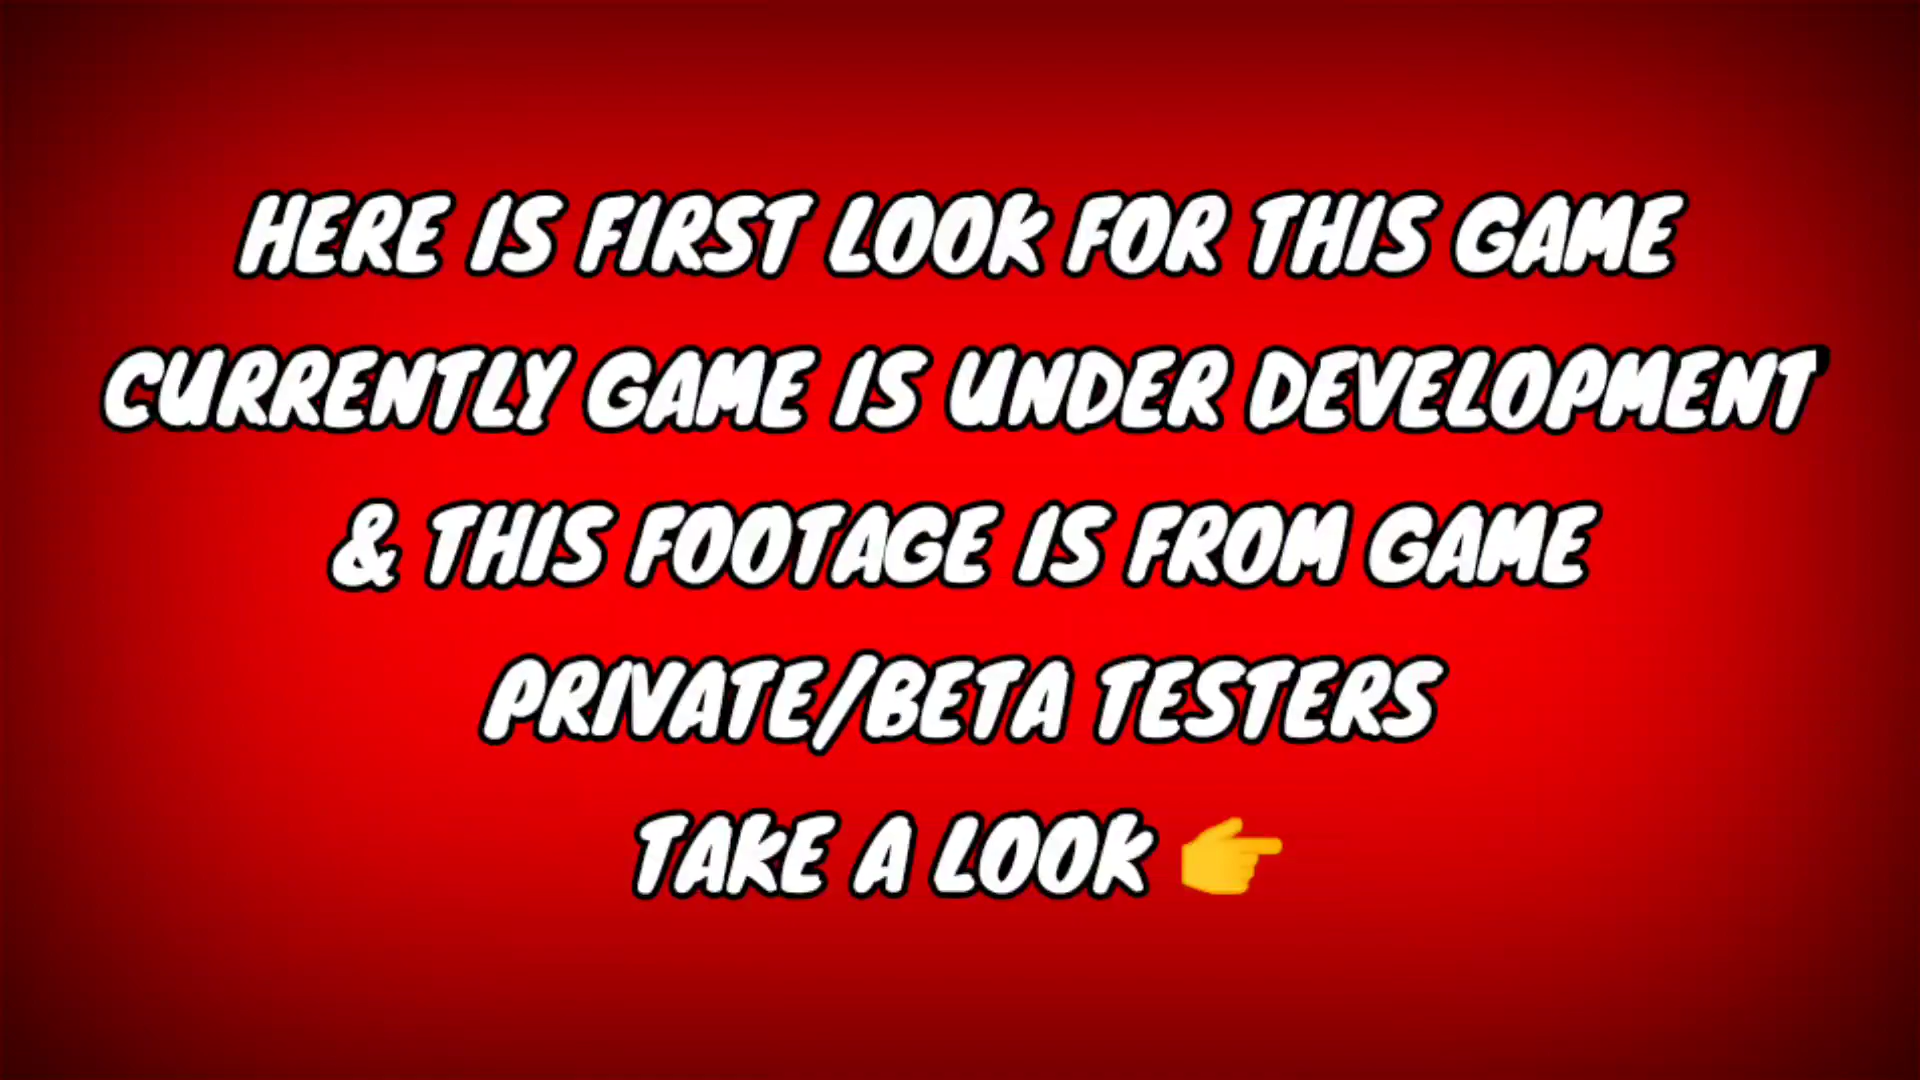 HERE IS FIRST LOOK FOR THIS GAME
CURRENTLY GAME IS UNDER DEVELOPMENT
& THIS FOOTAGE IS FROM GAME
PRIVATE/BETA TESTERS
TAKE A LOOK 👉